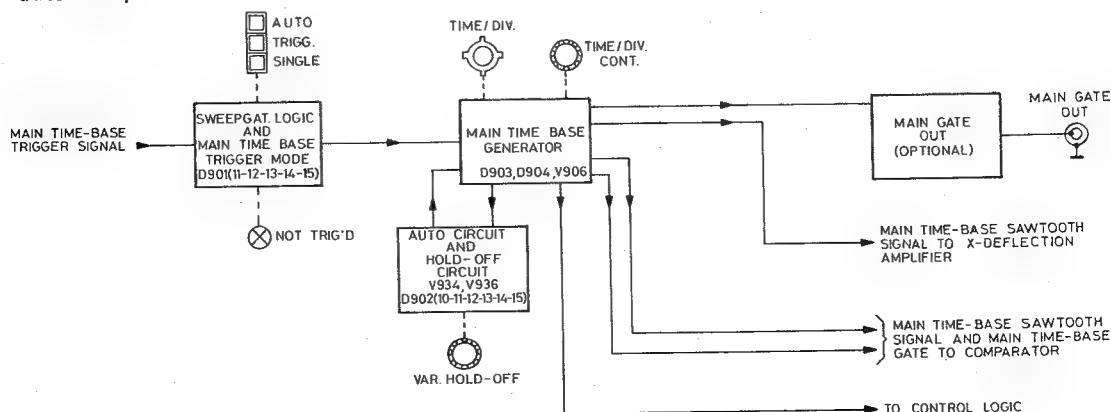 AUTO
TRIGG.
SINGLE
TIME/DIV.
TIME/DIV.
CONT.
MAIN TIME-BASE
TRIGGER SIGNAL
SWEEPGAT. LOGIC
AND
MAIN TIME BASE
TRIGGER MODE
D901(11-12-13-14-15)
MAIN TIME BASE
GENERATOR
D903,D904,V906
MAIN GATE
OUT
(OPTIONAL)
MAIN GATE
OUT
NOT TRIG'D
AUTO CIRCUIT
AND
HOLD-OFF
CIRCUIT
V934, V936
D902(10-11-12-13-14-15)
VAR. HOLD-OFF
MAIN TIME-BASE SAWTOOTH
SIGNAL TO X-DEFLECTION
AMPLIFIER
MAIN TIME-BASE SAWTOOTH
SIGNAL AND MAIN TIME-BASE
GATE TO COMPARATOR
TO CONTROL LOGIC